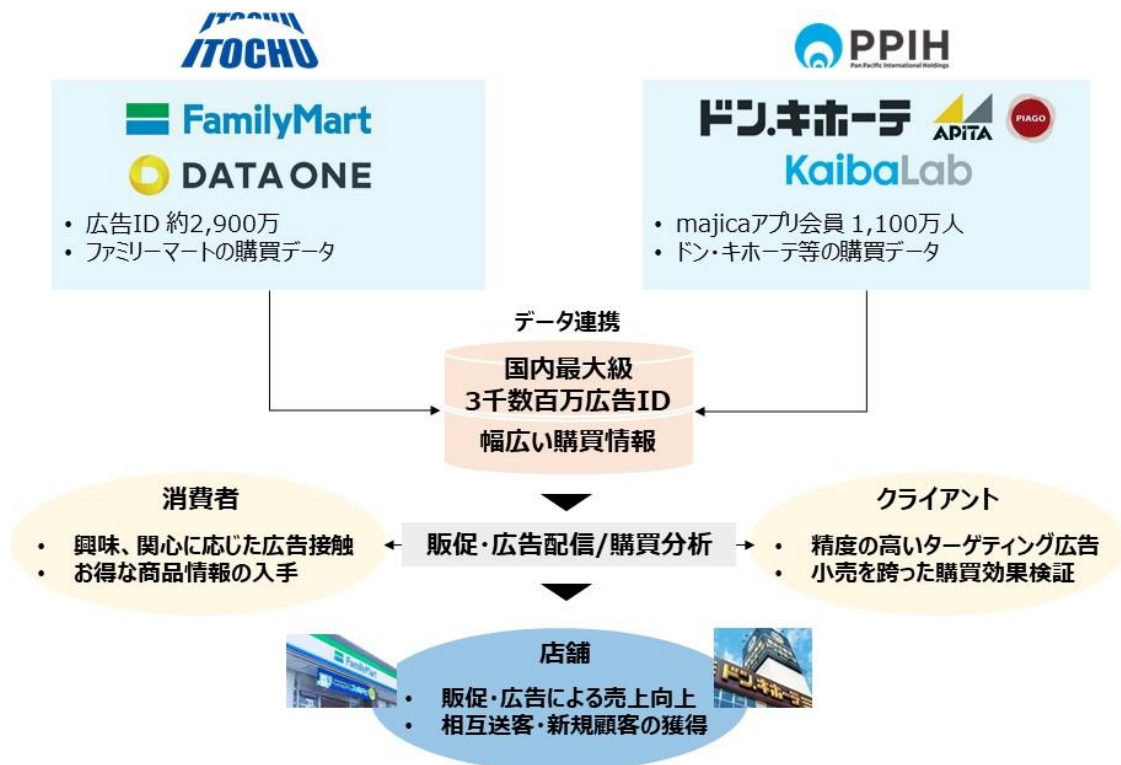 ITOCHU
ITOCHU
PPIH
Pan Pacific International Holdings
FamilyMart
DATA ONE
• 広告ID 約2,900万
• ファミリーマートの購買データ
ドン.キホーテ
APiTA
PIAGO
KaibaLab
• majicaアプリ会員 1,100万人
• ドン・キホーテ等の購買データ
データ連携
国内最大級
3千数百万広告ID
幅広い購買情報
消費者
• 興味、関心に応じた広告接触
• お得な商品情報の入手
販促・広告配信/購買分析
クライアント
• 精度の高いターゲティング広告
• 小売を跨った購買効果検証
FamilyMart
店舗
• 販促・広告による売上向上
• 相互送客・新規顧客の獲得
ドン.キホーテ